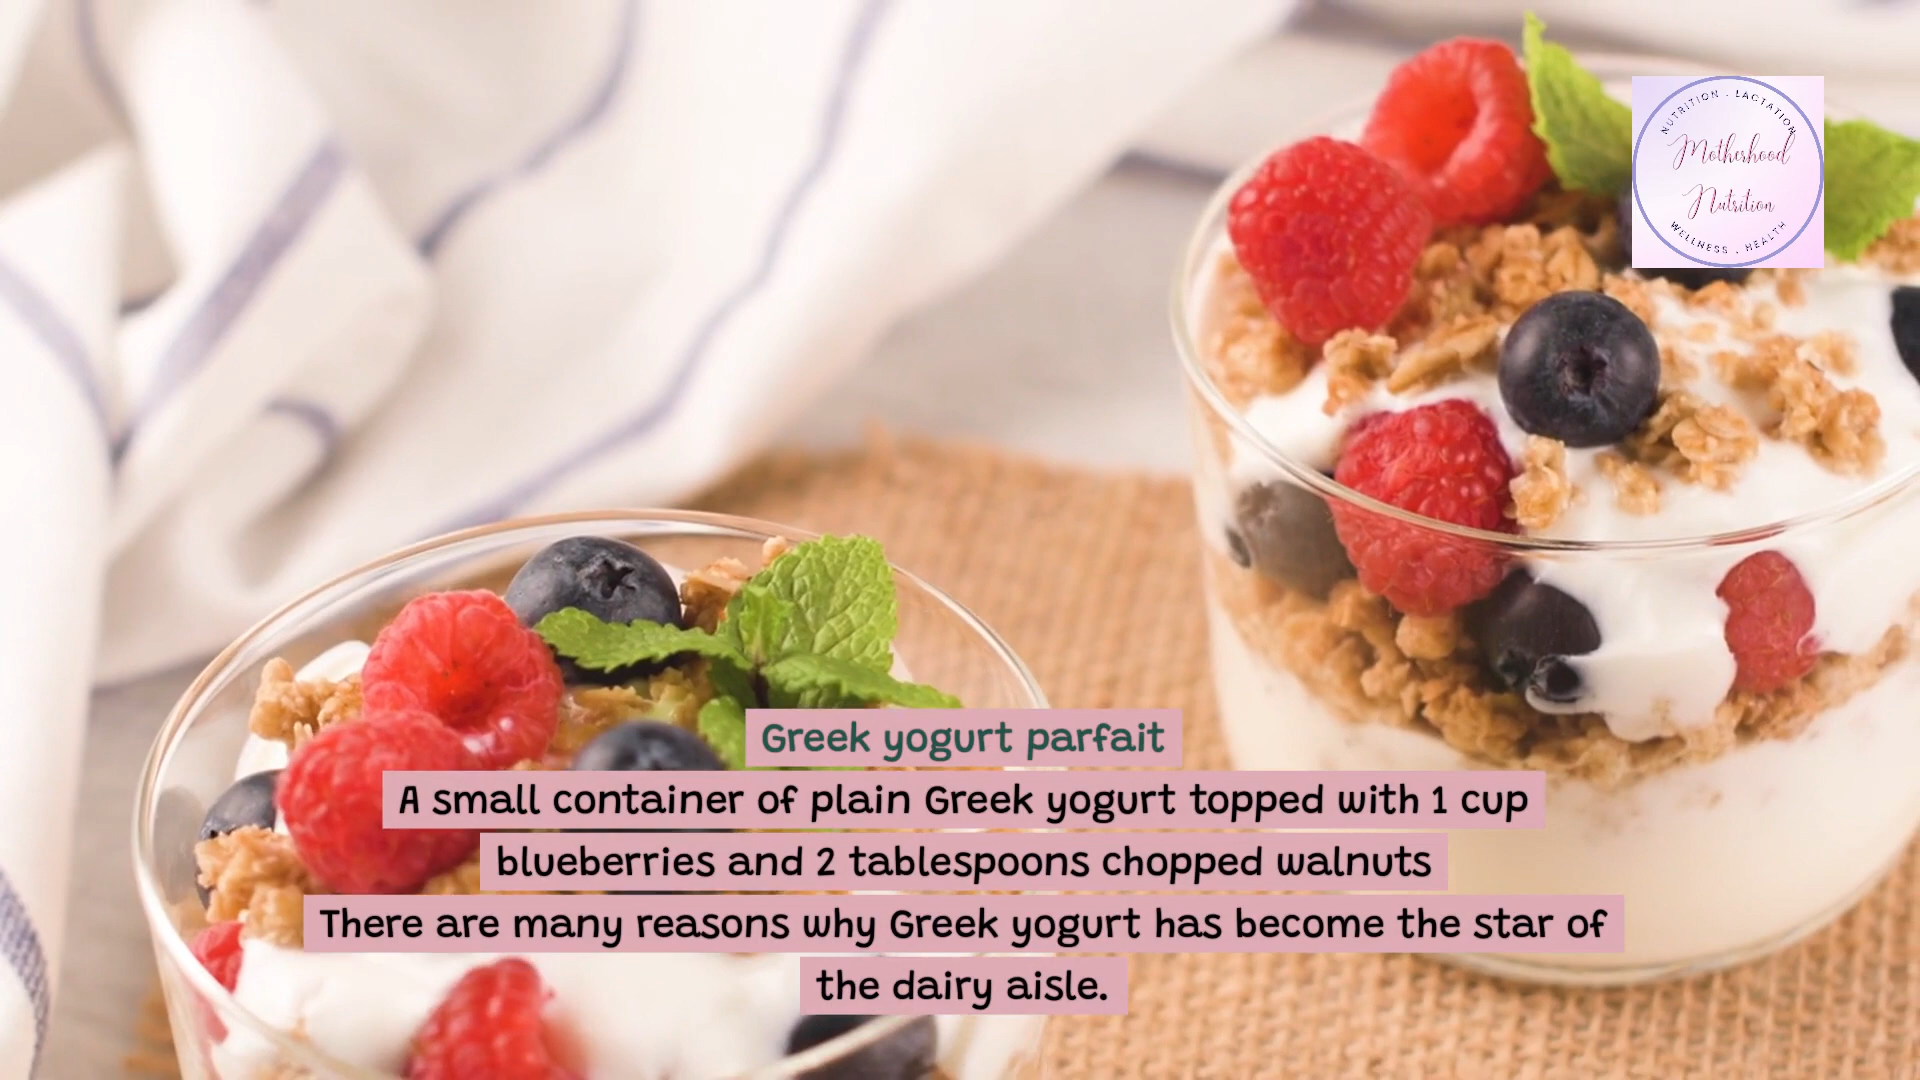 NUTRITION . LACTATION
Motherhood
Nutrition
WELLNESS . HEALTH
Greek yogurt parfait
A small container of plain Greek yogurt topped with 1 cup
blueberries and 2 tablespoons chopped walnuts
There are many reasons why Greek yogurt has become the star of
the dairy aisle.